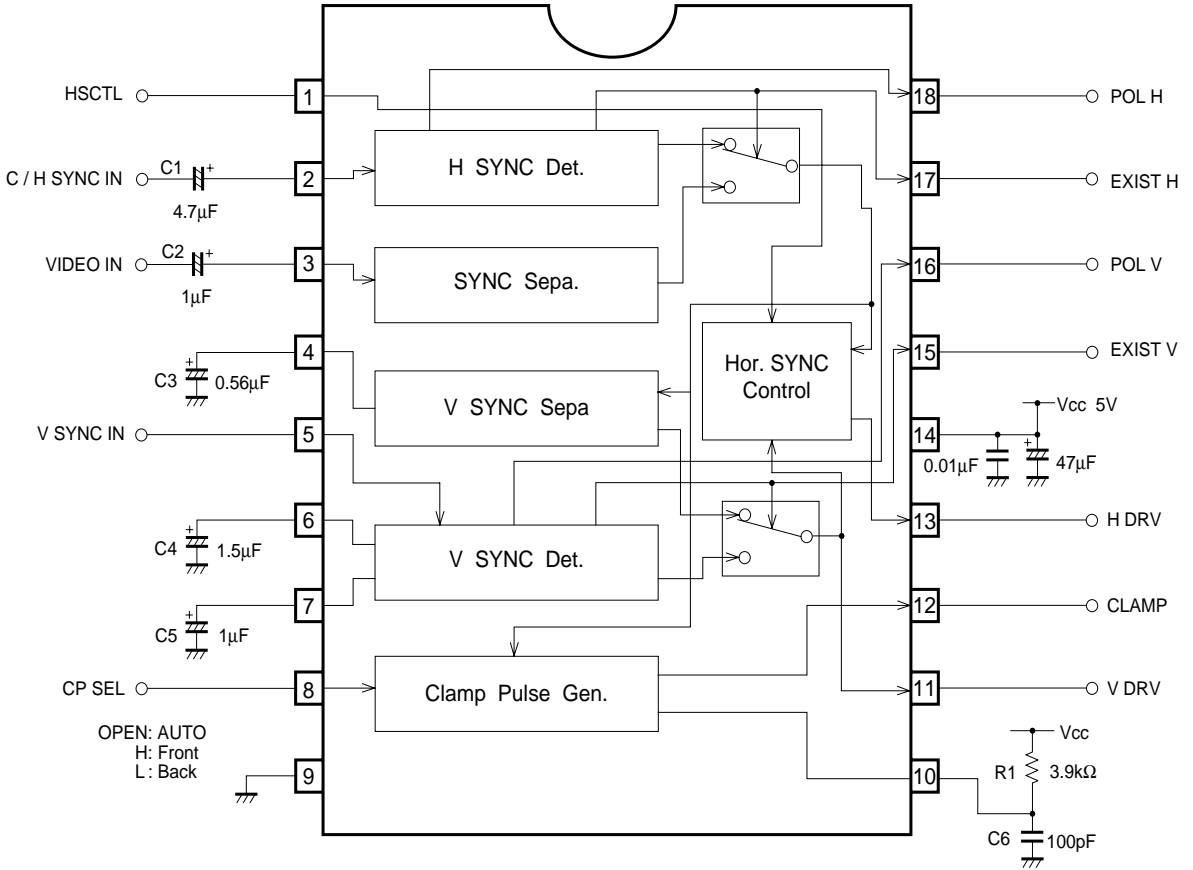 HSCTL
1
18
POL H
C / H SYNC IN
C1
+
4.7µF
2
H SYNC Det.
17
EXIST H
VIDEO IN
C2
+
1µF
3
SYNC Sepa.
16
POL V
C3
+
0.56µF
4
V SYNC Sepa
Hor. SYNC
Control
15
EXIST V
V SYNC IN
5
14
Vcc 5V
0.01µF
+
47µF
C4
+
1.5µF
6
V SYNC Det.
13
H DRV
C5
+
1µF
7
12
CLAMP
CP SEL
8
Clamp Pulse Gen.
11
V DRV
OPEN: AUTO
H: Front
L : Back
9
10
Vcc
R1
3.9kΩ
C6
100pF